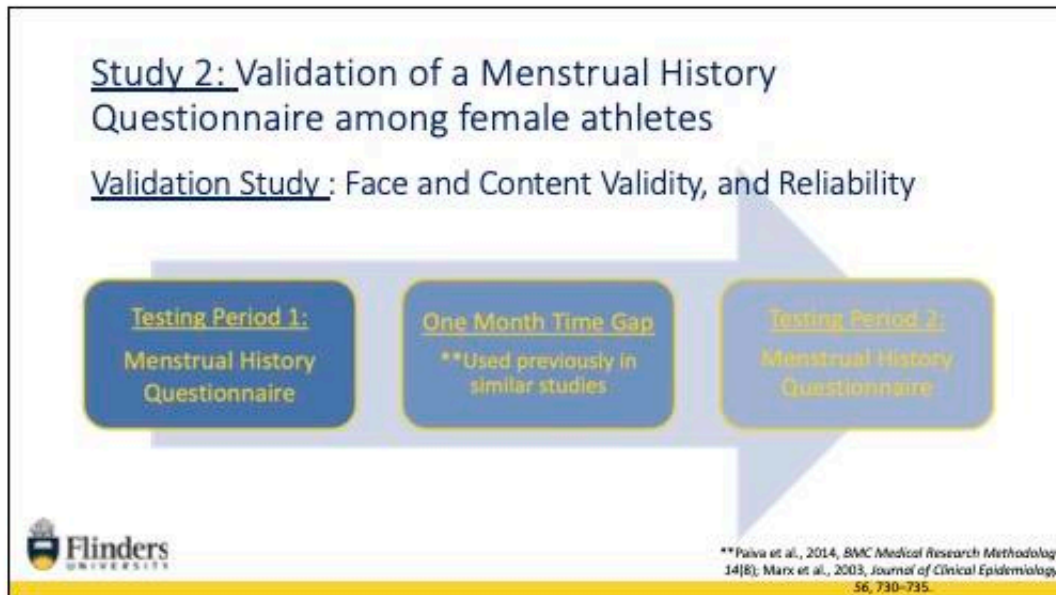 Study 2: Validation of a Menstrual History
Questionnaire among female athletes
Validation Study : Face and Content Validity, and Reliability
Testing Period 1:
Menstrual History
Questionnaire
One Month Time Gap
**Used previously in
similar studies
Testing Period 2:
Menstrual History
Questionnaire
Flinders
UNIVERSITY
**Paiva et al., 2014, BMC Medical Research Methodolog
14(8); Marx et al., 2003, Journal of Clinical Epidemiology
56, 730–735.